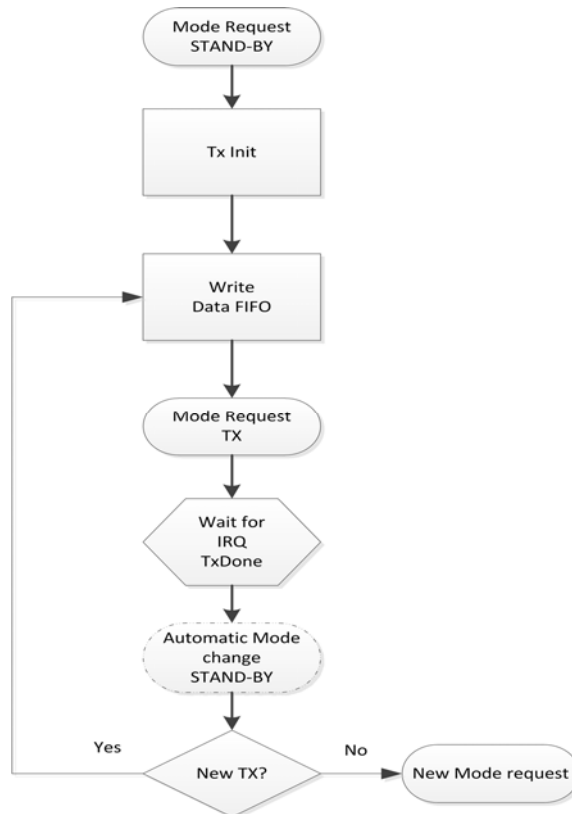 Mode Request
STAND-BY
Tx Init
Write
Data FIFO
Mode Request
TX
Wait for
IRQ
TxDone
Automatic Mode
change
STAND-BY
Yes
New TX?
No
New Mode request